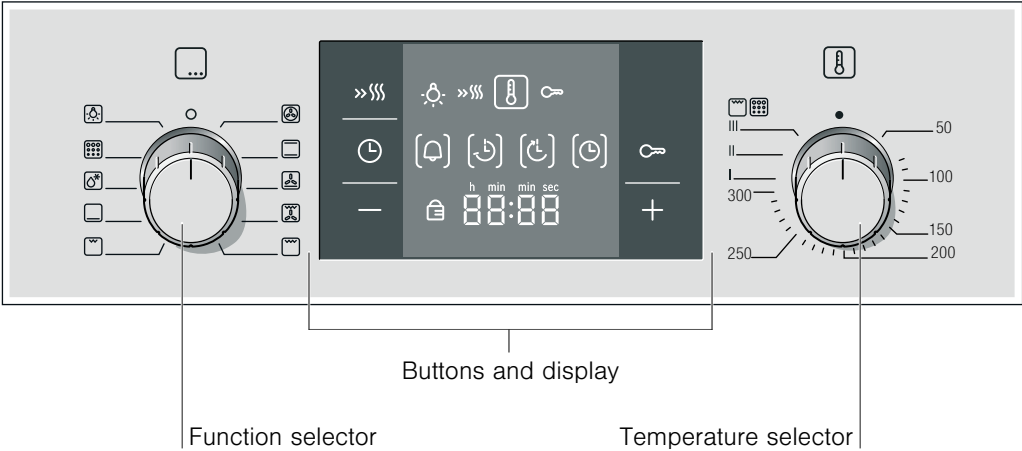 h min min sec
88:88
III
II
I
300
250
50
100
150
200
Buttons and display
Function selector
Temperature selector